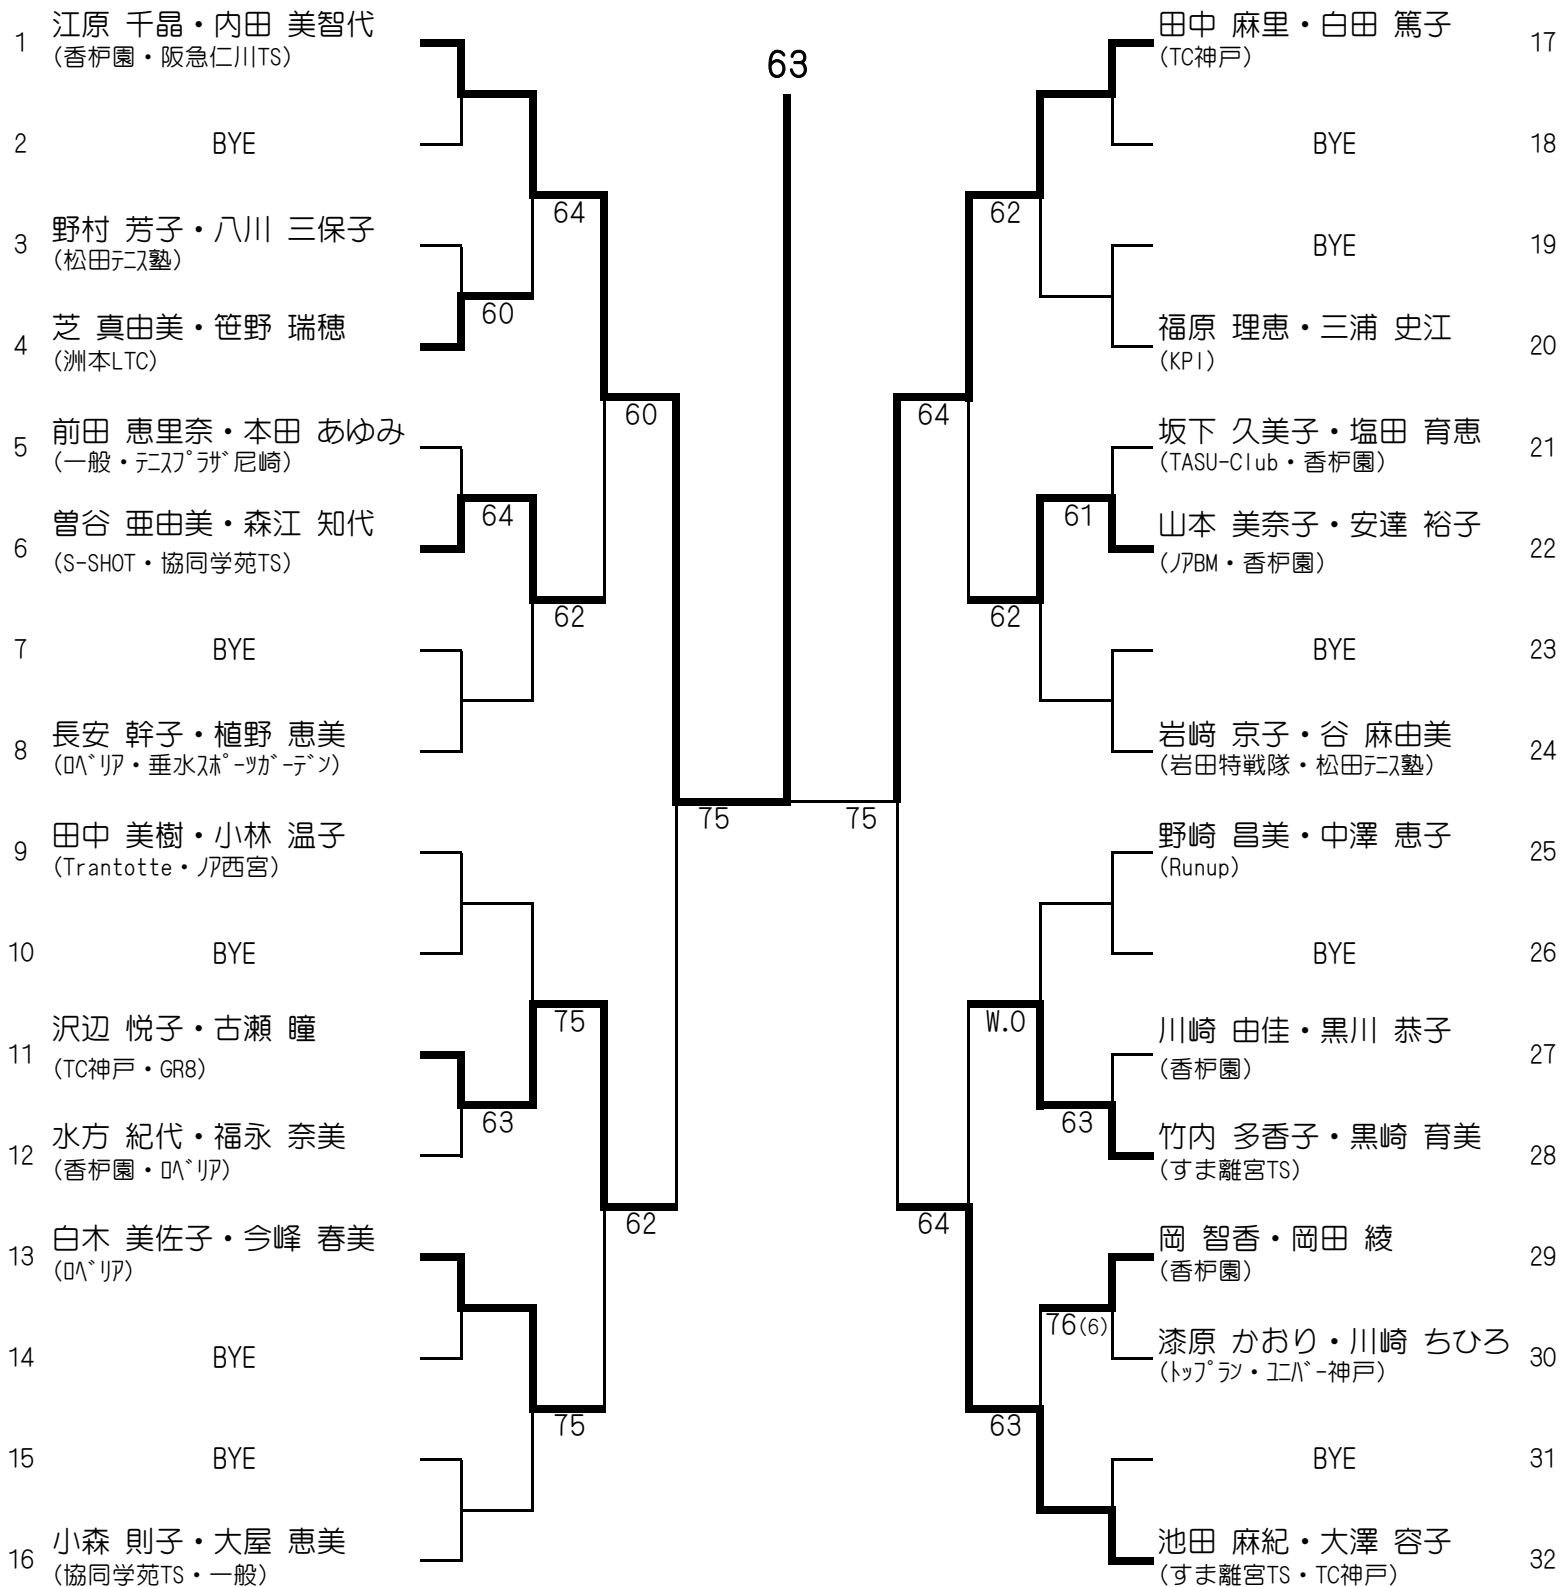 63
1
江原 千晶・内田 美智代
(香枦園・阪急仁川TS)
2
BYE
3
野村 芳子・八川 三保子
(松田ﾃﾆｽ塾)
4
芝 真由美・笹野 瑞穂
(洲本LTC)
5
前田 恵里奈・本田 あゆみ
(一般・ﾃﾆｽﾌﾟﾗｻﾞ尼崎)
6
曽谷 亜由美・森江 知代
(S-SHOT・協同学苑TS)
7
BYE
8
長安 幹子・植野 恵美
(ﾛﾍﾞﾘｱ・垂水ｽﾎﾟｰﾂｶﾞｰﾃﾞﾝ)
9
田中 美樹・小林 温子
(Trantotte・ﾉｱ西宮)
10
BYE
11
沢辺 悦子・古瀬 瞳
(TC神戸・GR8)
12
水方 紀代・福永 奈美
(香枦園・ﾛﾍﾞﾘｱ)
13
白木 美佐子・今峰 春美
(ﾛﾍﾞﾘｱ)
14
BYE
15
BYE
16
小森 則子・大屋 恵美
(協同学苑TS・一般)
60
64
63
64
62
75
75
60
62
75
75
64
64
62
62
W.O
63
61
63
76(6)
田中 麻里・白田 篤子
(TC神戸)
17
BYE
18
BYE
19
福原 理恵・三浦 史江
(KPI)
20
坂下 久美子・塩田 育恵
(TASU-Club・香枦園)
21
山本 美奈子・安達 裕子
(ﾉｱBM・香枦園)
22
BYE
23
岩﨑 京子・谷 麻由美
(岩田特戦隊・松田ﾃﾆｽ塾)
24
野崎 昌美・中澤 恵子
(Runup)
25
BYE
26
川崎 由佳・黒川 恭子
(香枦園)
27
竹内 多香子・黒崎 育美
(すま離宮TS)
28
岡 智香・岡田 綾
(香枦園)
29
漆原 かおり・川崎 ちひろ
(ﾄｯﾌﾟﾗﾝ・ﾕﾆﾊﾞｰ神戸)
30
BYE
31
池田 麻紀・大澤 容子
(すま離宮TS・TC神戸)
32